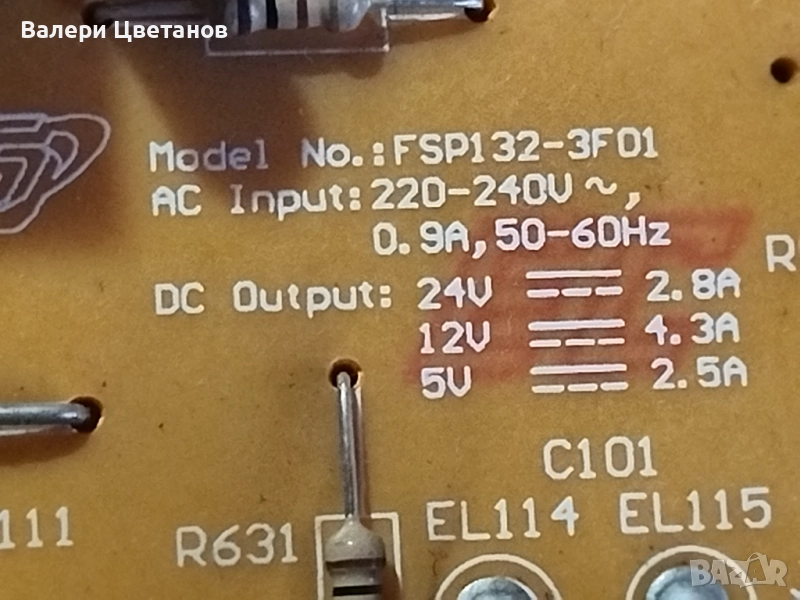 Валери Цветанов
Model No.:FSP132-3F01
AC Input:220-240V ~,
0.9A,50-60Hz
DC Output: 24V 2.8A
12V 4.3A
5V 2.5A
C101
111
R631
EL114 EL115
R
BAZAR